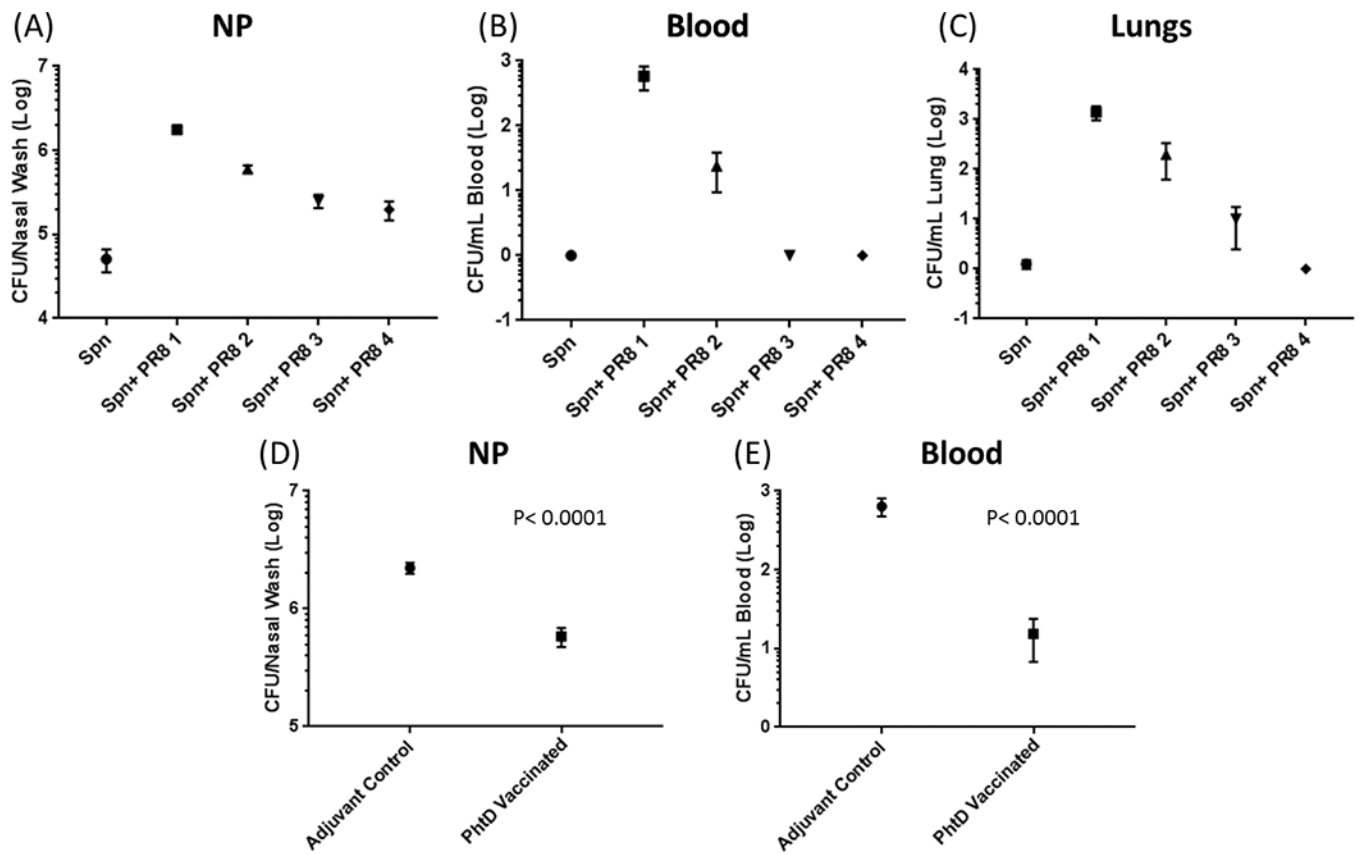 (A) NP
CFU/Nasal Wash (Log)
7
6
5
4
Spn
Spn+ PR8 1
Spn+ PR8 2
Spn+ PR8 3
Spn+ PR8 4
(B) Blood
CFU/mL Blood (Log)
3
2
1
0
-1
Spn
Spn+ PR8 1
Spn+ PR8 2
Spn+ PR8 3
Spn+ PR8 4
(C) Lungs
CFU/mL Lung (Log)
4
3
2
1
0
-1
Spn
Spn+ PR8 1
Spn+ PR8 2
Spn+ PR8 3
Spn+ PR8 4
(D) NP
CFU/Nasal Wash (Log)
7
6
5
P< 0.0001
Adjuvant Control
PhtD Vaccinated
(E) Blood
CFU/mL Blood (Log)
3
2
1
0
P< 0.0001
Adjuvant Control
PhtD Vaccinated